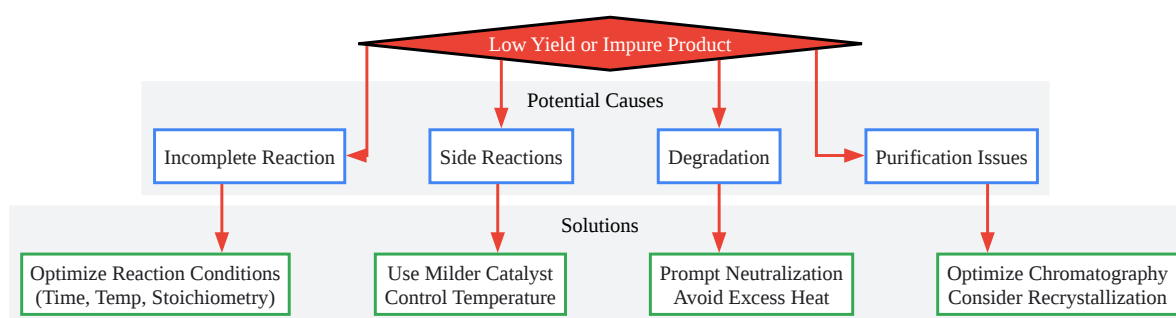 Low Yield or Impure Product
Potential Causes
Incomplete Reaction
Side Reactions
Degradation
Purification Issues
Solutions
Optimize Reaction Conditions
(Time, Temp, Stoichiometry)
Use Milder Catalyst
Control Temperature
Prompt Neutralization
Avoid Excess Heat
Optimize Chromatography
Consider Recrystallization